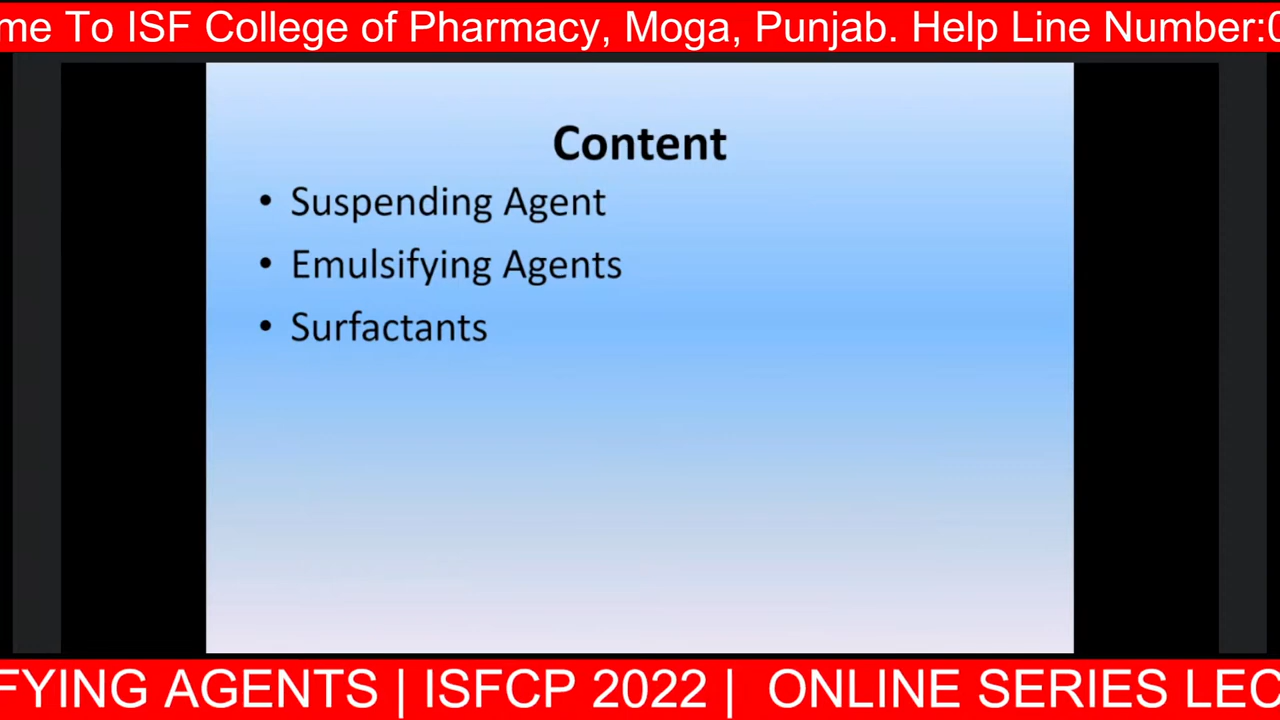 me To ISF College of Pharmacy, Moga, Punjab. Help Line Number:0
Content
• Suspending Agent
• Emulsifying Agents
• Surfactants
FYING AGENTS | ISFCP 2022 | ONLINE SERIES LEC